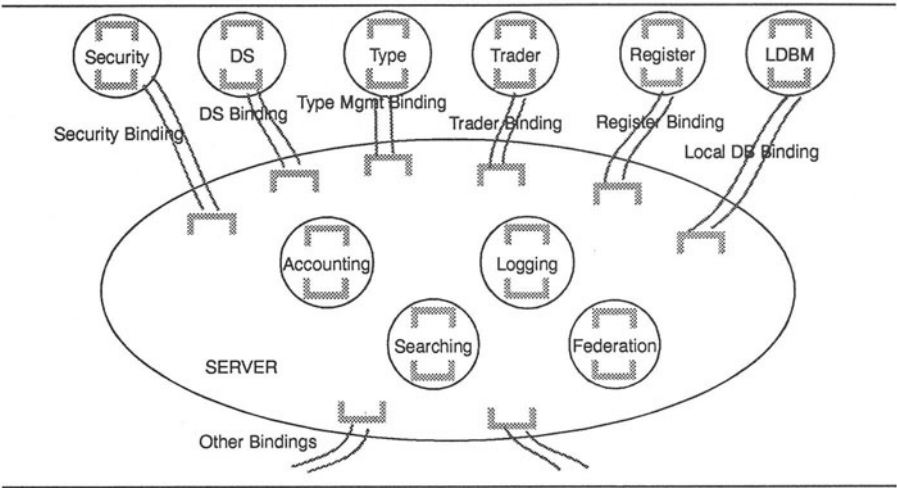 Security
DS
Type
Trader
Register
LDBM
Security Binding
DS Binding
Type Mgmt Binding
Trader Binding
Register Binding
Local DB Binding
Accounting
Logging
Searching
Federation
SERVER
Other Bindings